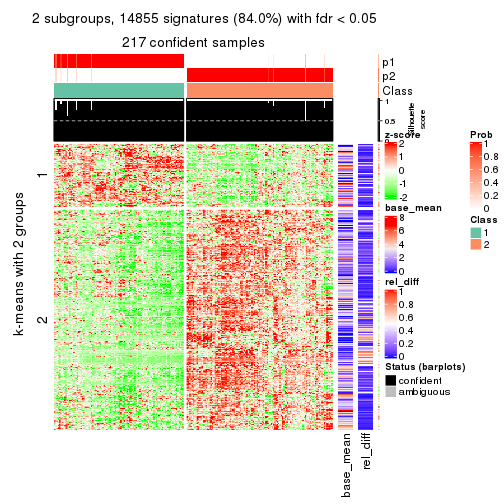 2 subgroups, 14855 signatures (84.0%) with fdr < 0.05
217 confident samples
p1
p2
Class
1
0.5
0
Silhouette
score
k-means with 2 groups
1
2
base_mean
rel_diff
z-score
2
1
0
-1
-2
base_mean
8
6
4
2
0
rel_diff
1
0.8
0.6
0.4
0.2
0
Status (barplots)
confident
ambiguous
Prob
1
0.8
0.6
0.4
0.2
0
Class
1
2